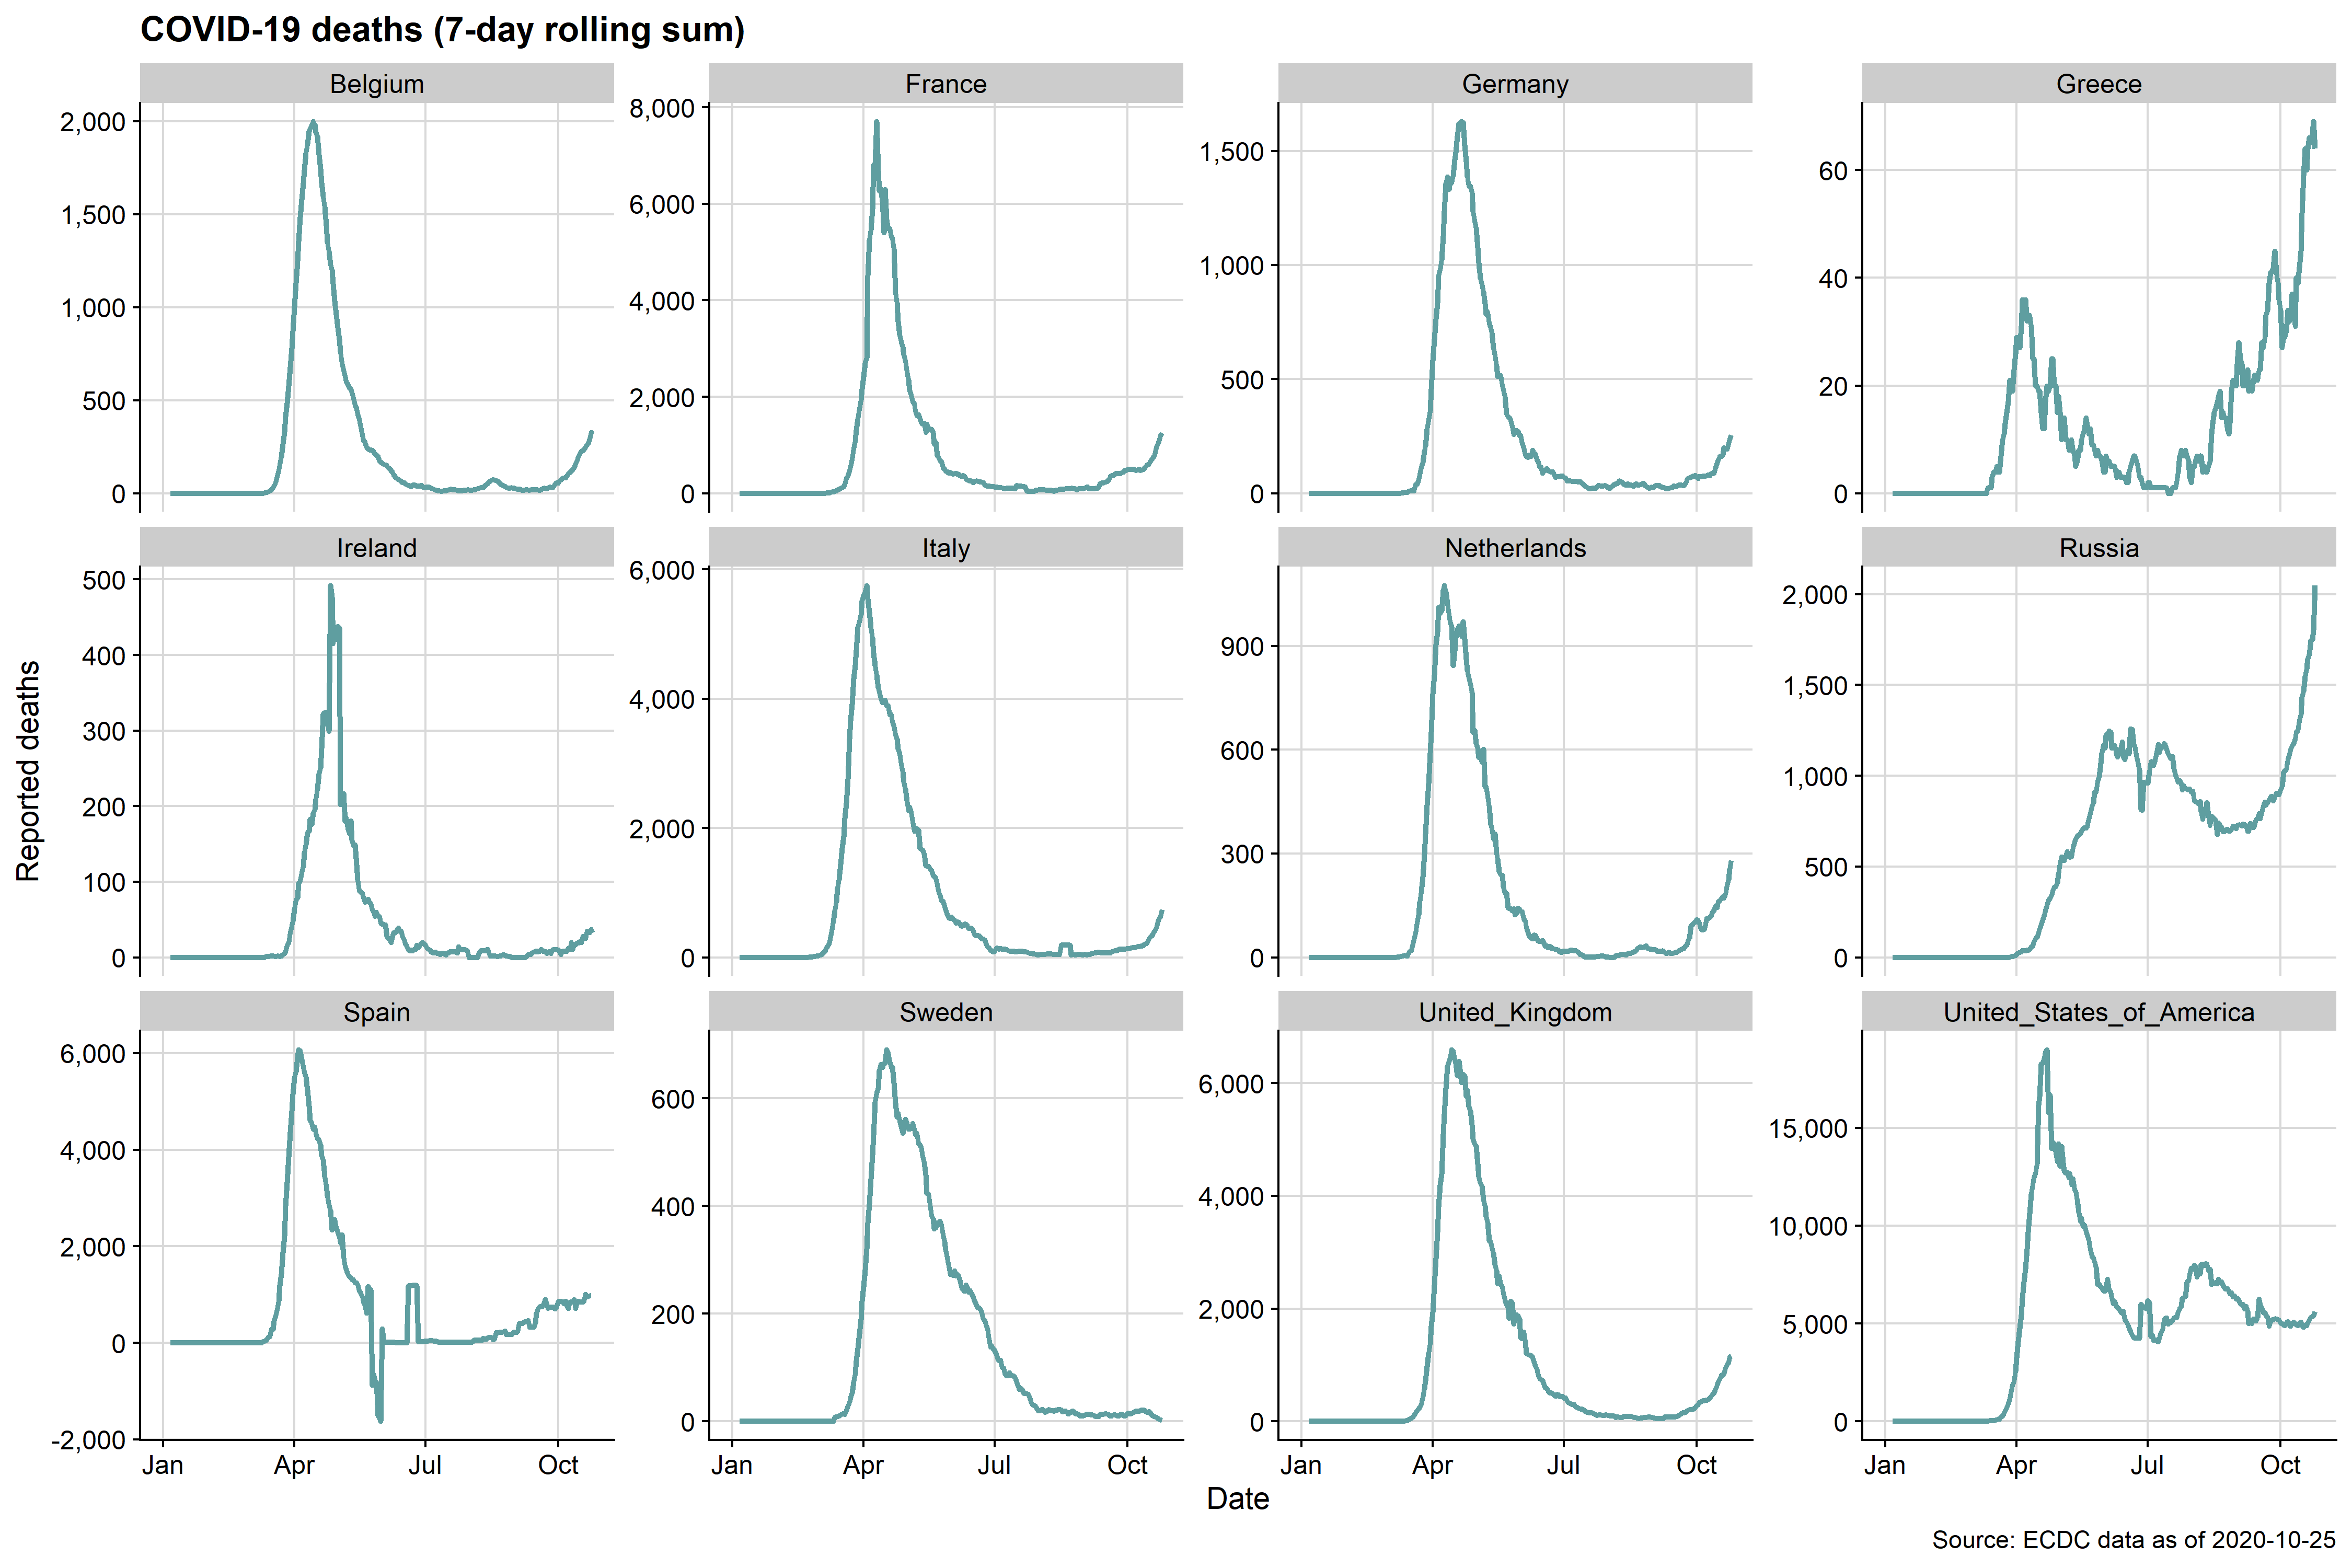 COVID-19 deaths (7-day rolling sum)
Belgium
France
Germany
Greece
2,000
1,500
1,000
500
0
8,000
6,000
4,000
2,000
0
1,500
1,000
500
0
60
40
20
0
Ireland
Italy
Netherlands
Russia
500
400
300
200
100
0
6,000
4,000
2,000
0
900
600
300
0
2,000
1,500
1,000
500
0
Reported deaths
Spain
Sweden
United_Kingdom
United_States_of_America
6,000
4,000
2,000
0
-2,000
600
400
200
0
6,000
4,000
2,000
0
15,000
10,000
5,000
0
Jan Apr Jul Oct
Jan Apr Jul Oct
Jan Apr Jul Oct
Jan Apr Jul Oct
Date
Source: ECDC data as of 2020-10-25